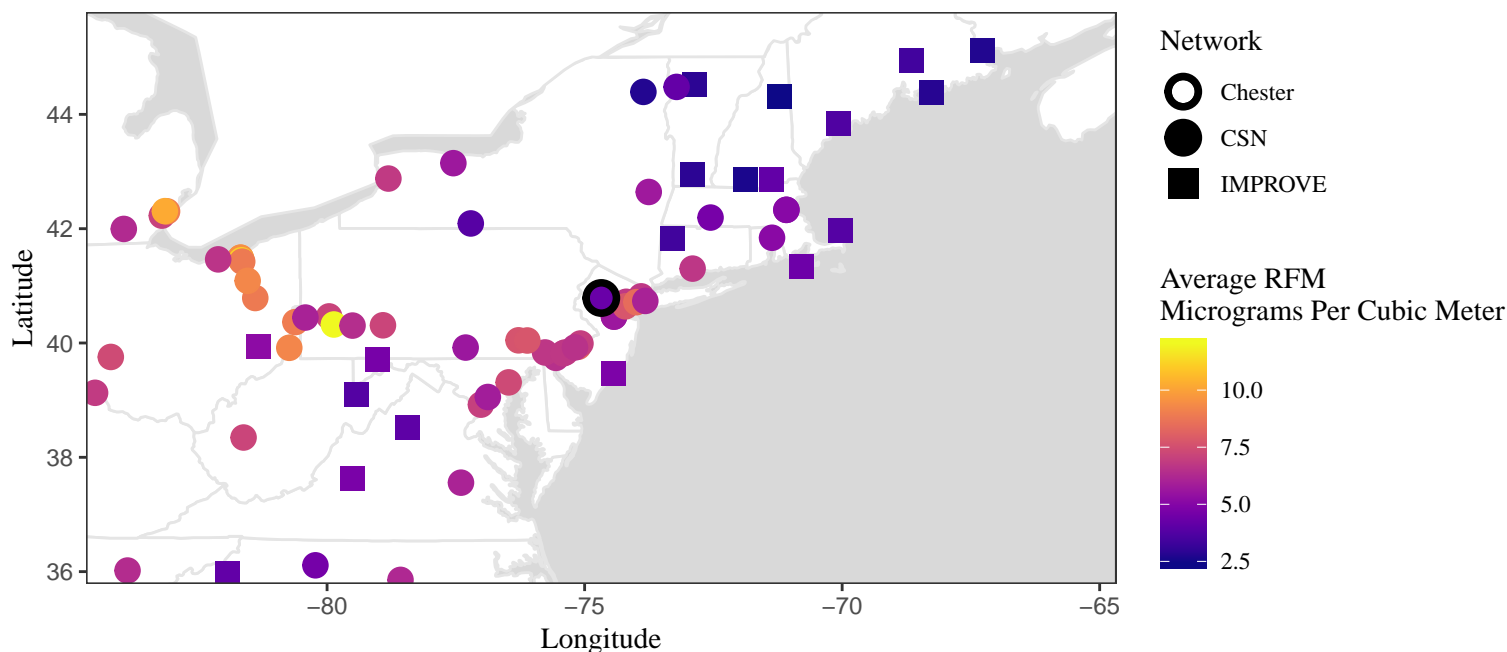 44
42
40
38
36
Latitude
−80
−75
−70
−65
Longitude
Network
Chester
CSN
IMPROVE
Average RFM
Micrograms Per Cubic Meter
10.0
7.5
5.0
2.5